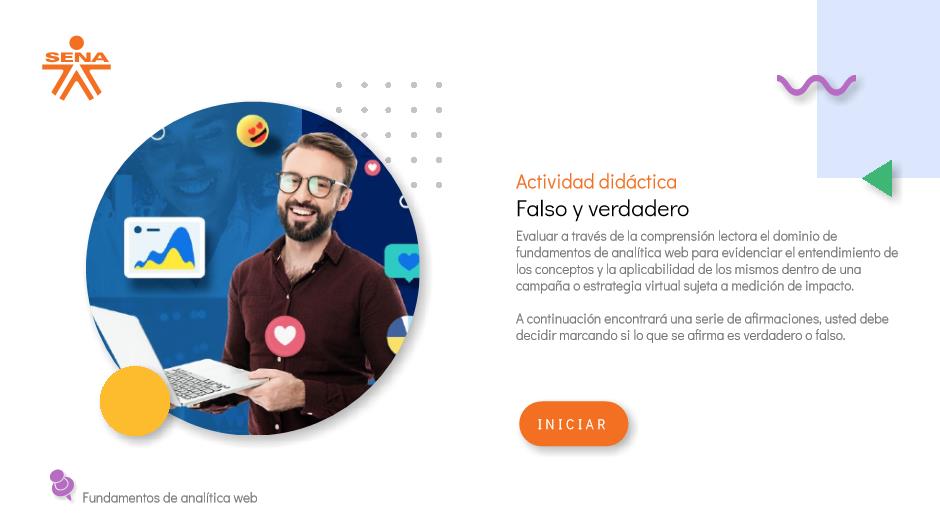 SENA
Actividad didáctica
Falso y verdadero
Evaluar a través de la comprensión lectora el dominio de
fundamentos de analítica web para evidenciar el entendimiento de
los conceptos y la aplicabilidad de los mismos dentro de una
campaña o estrategia virtual sujeta a medición de impacto.
A continuación encontrará una serie de afirmaciones, usted debe
decidir marcando si lo que se afirma es verdadero o falso.
INICIAR
Fundamentos de analítica web